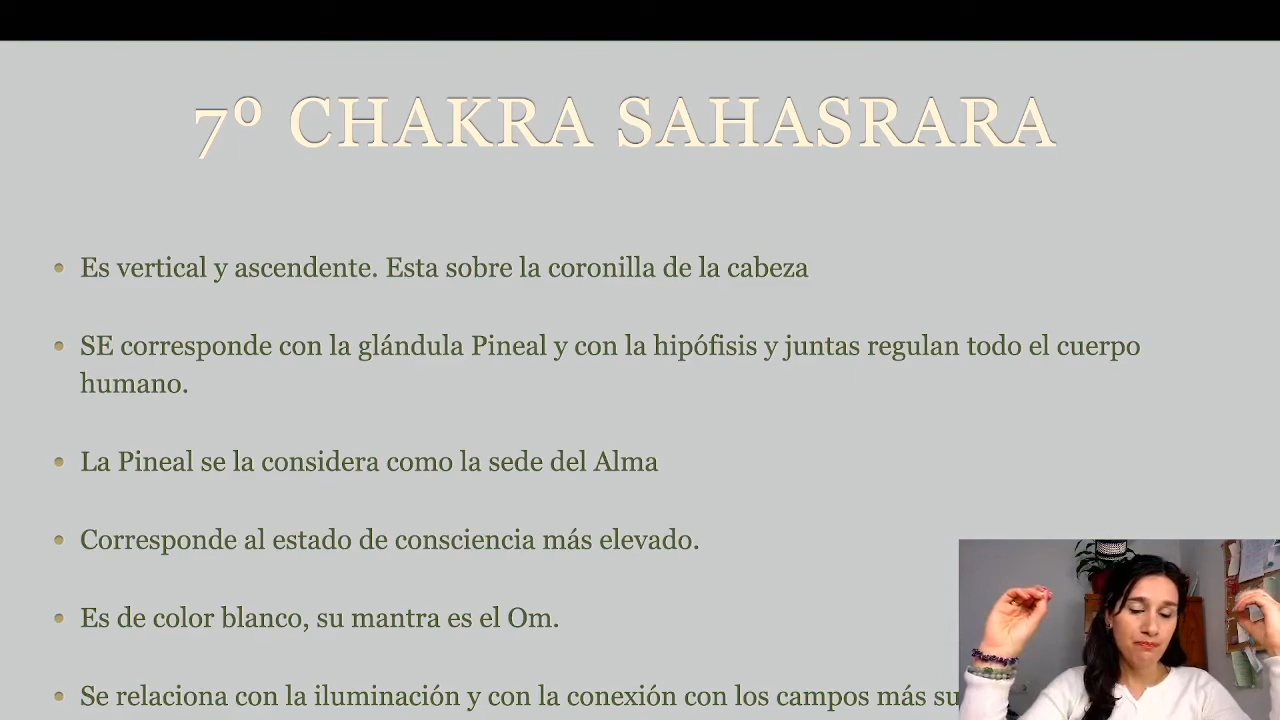 7º CHAKRA SAHASRARA
• Es vertical y ascendente. Esta sobre la coronilla de la cabeza
• SE corresponde con la glándula Pineal y con la hipófisis y juntas regulan todo el cuerpo
humano.
• La Pineal se la considera como la sede del Alma
• Corresponde al estado de consciencia más elevado.
• Es de color blanco, su mantra es el Om.
• Se relaciona con la iluminación y con la conexión con los campos más su